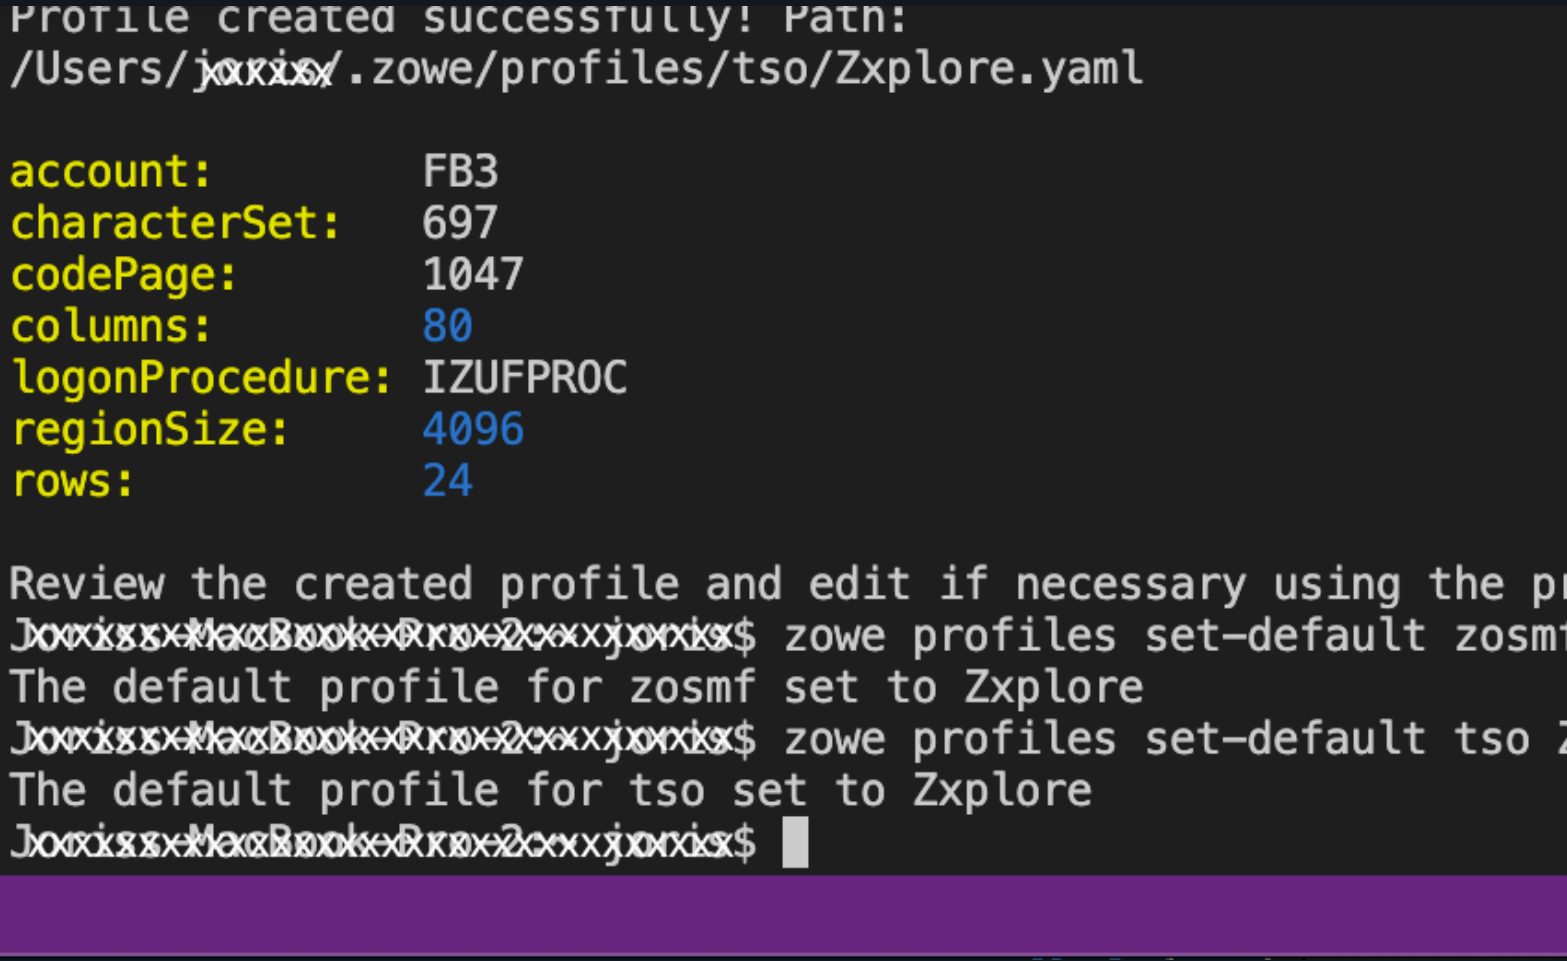 Profile created successfully! Path:
/Users/ /.zowe/profiles/tso/Zxplore.yaml
account: FB3
characterSet: 697
codePage: 1047
columns: 80
logonProcedure: IZUFPROC
regionSize: 4096
rows: 24
Review the created profile and edit if necessary using the
$ zowe profiles set-default
The default profile for zosmf set to Zxplore
$ zowe profiles set-default tso
The default profile for tso set to Zxplore
$